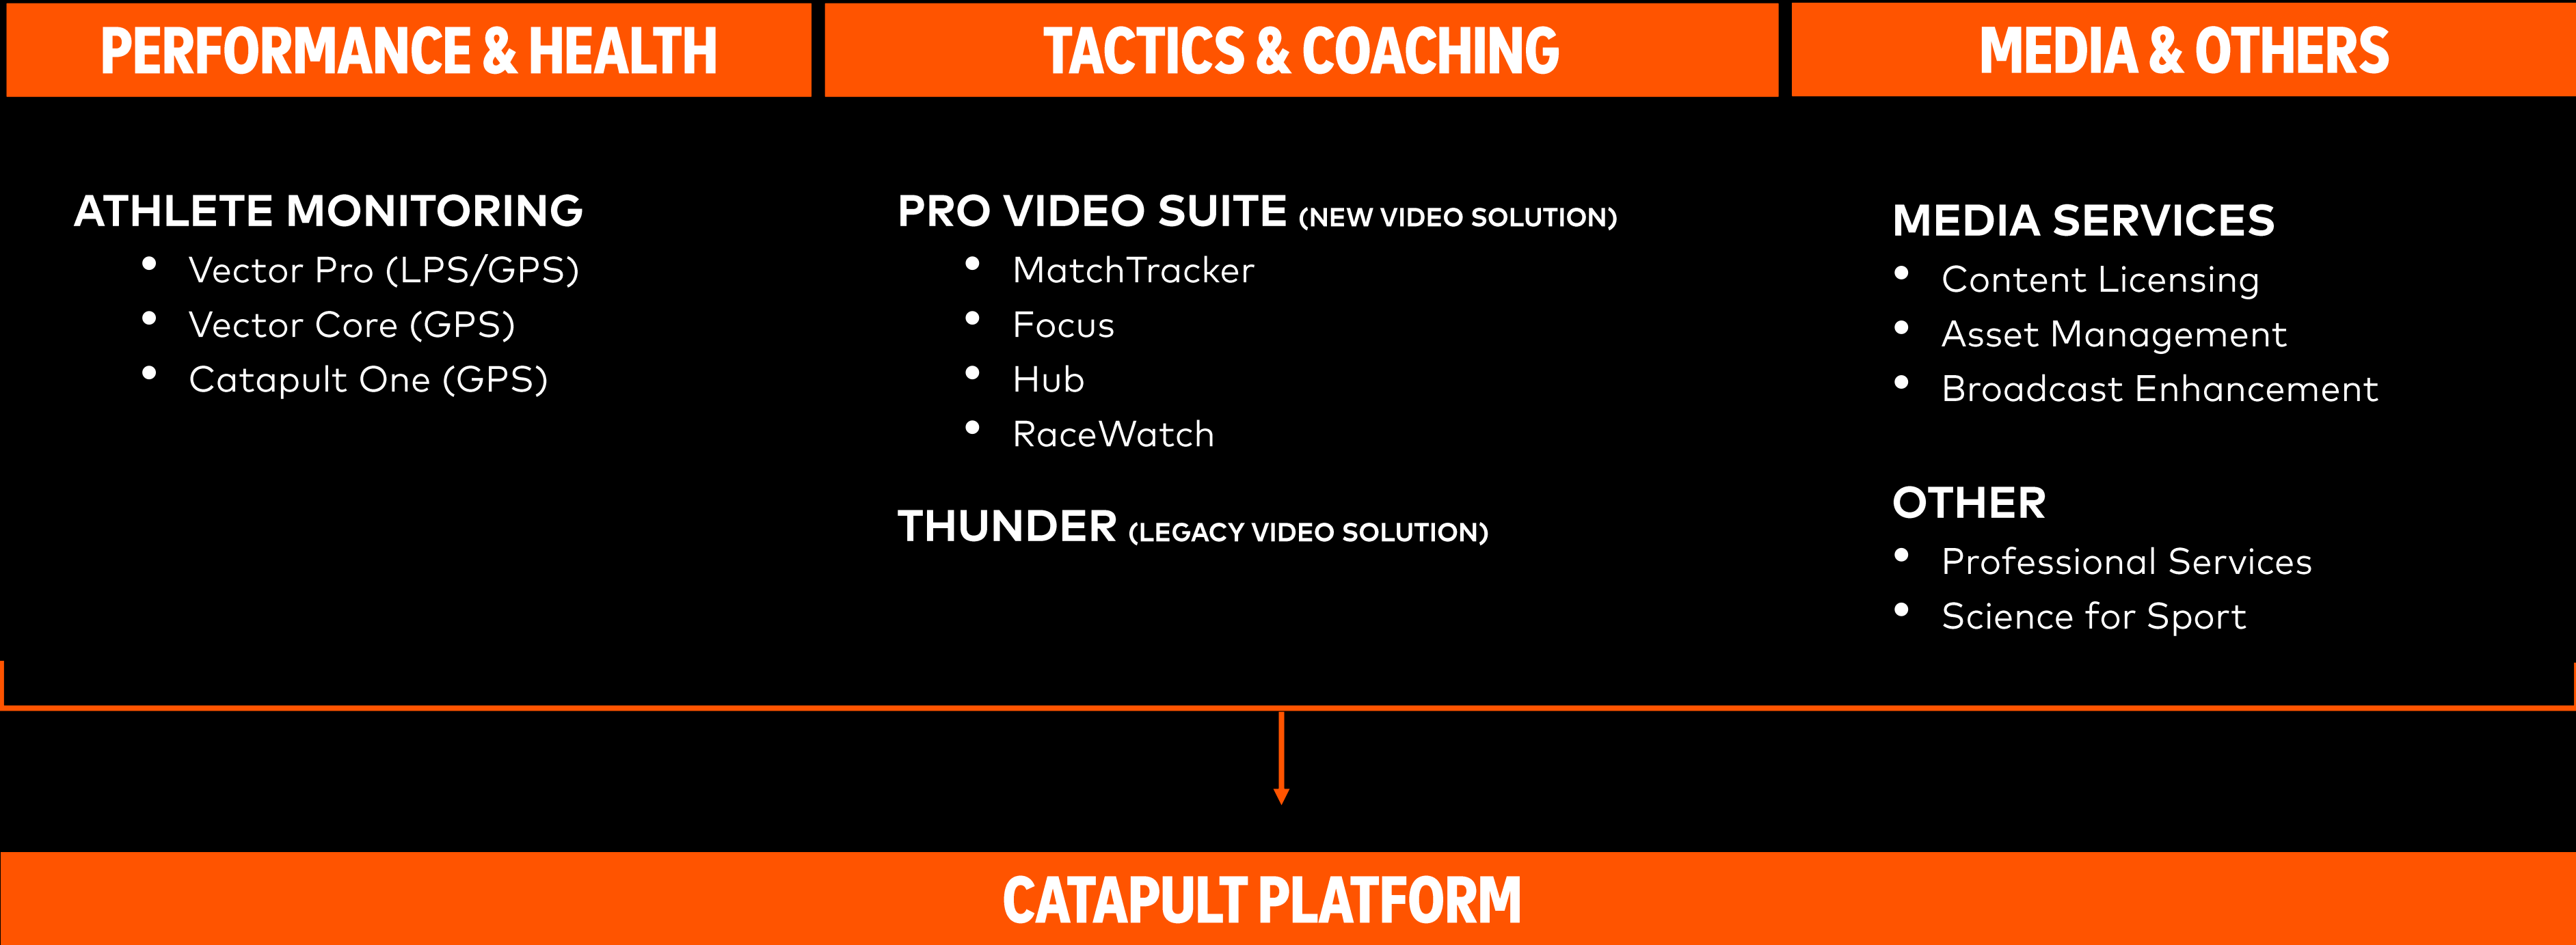 PERFORMANCE & HEALTH
ATHLETE MONITORING
• Vector Pro (LPS/GPS)
• Vector Core (GPS)
• Catapult One (GPS)
TACTICS & COACHING
PRO VIDEO SUITE (NEW VIDEO SOLUTION)
• MatchTracker
• Focus
• Hub
• RaceWatch
THUNDER (LEGACY VIDEO SOLUTION)
MEDIA & OTHERS
MEDIA SERVICES
• Content Licensing
• Asset Management
• Broadcast Enhancement
OTHER
• Professional Services
• Science for Sport
CATAPULT PLATFORM